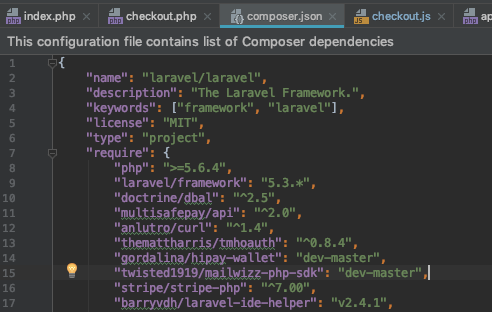 index.php × checkout.php × composer.json × checkout.js × ap
This configuration file contains list of Composer dependencies
1 {
2 "name": "laravel/laravel",
3 "description": "The Laravel Framework.",
4 "keywords": ["framework", "laravel"],
5 "license": "MIT",
6 "type": "project",
7 "require": {
8 "php": ">=5.6.4",
9 "laravel/framework": "5.3.*",
10 "doctrine/dbal": "^2.5",
11 "multisafepay/api": "^2.0",
12 "anlutro/curl": "^1.4",
13 "themattharris/tmhoauth": "^0.8.4",
14 "gordalina/hipay-wallet": "dev-master",
15 "twisted1919/mailwizz-php-sdk": "dev-master",
16 "stripe/stripe-php": "^7.00",
17 "barryvdh/laravel-ide-helper": "v2.4.1",